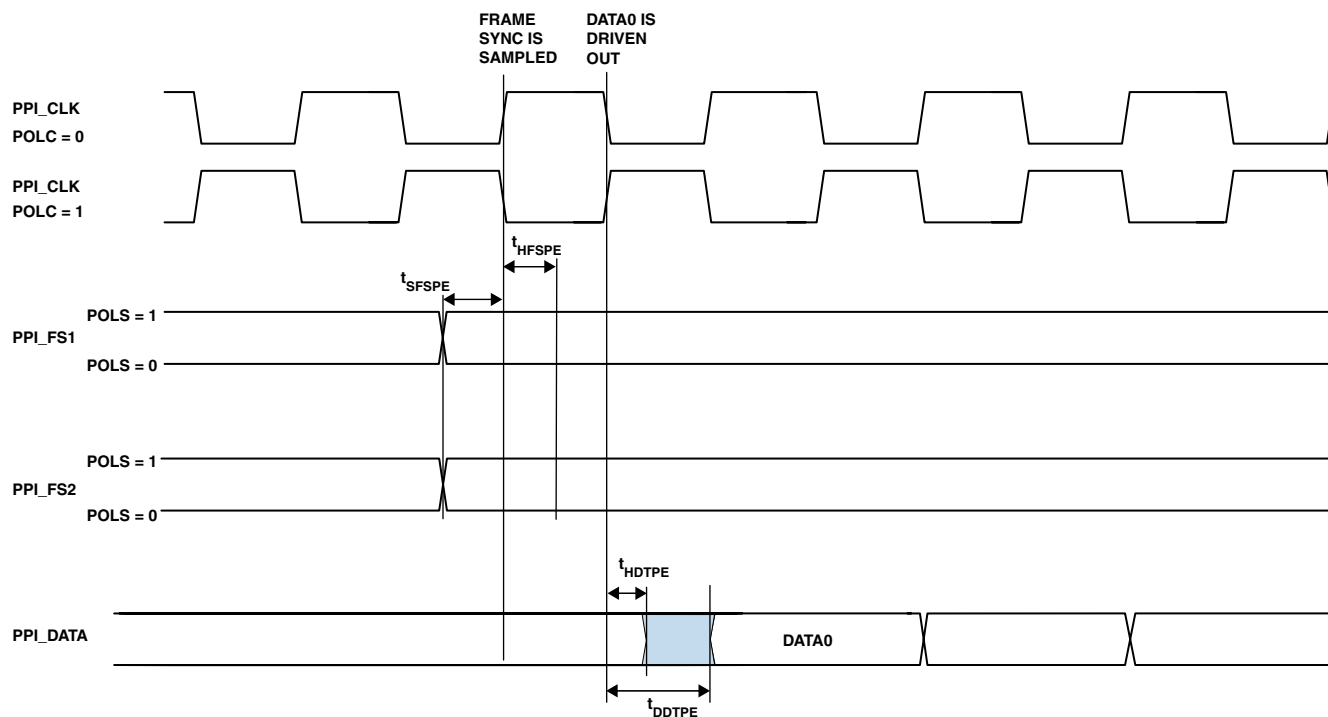 FRAME
SYNC IS
SAMPLED
DATA0 IS
DRIVEN
OUT
PPI_CLK
POLC = 0
PPI_CLK
POLC = 1
tHFSPE
tSFSPE
POLS = 1
PPI_FS1
POLS = 0
POLS = 1
PPI_FS2
POLS = 0
tHDTPE
PPI_DATA
DATA0
tDDTPE